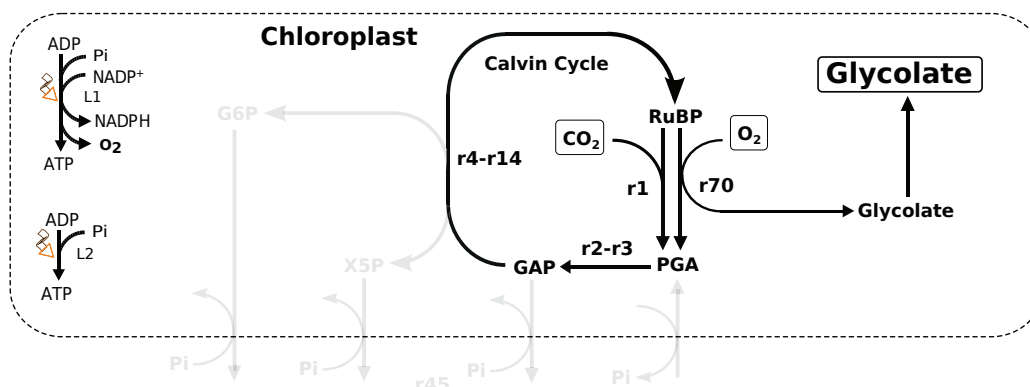 Chloroplast
ADP
Pi
NADP+
L1
NADPH
O2
ATP
ADP
Pi
L2
ATP
Calvin Cycle
Glycolate
G6P
RuBP
CO2
O2
r4-r14
r1
r70
Glycolate
r2-r3
X5P
GAP
PGA
Pi
Pi
Pi
Pi
r45